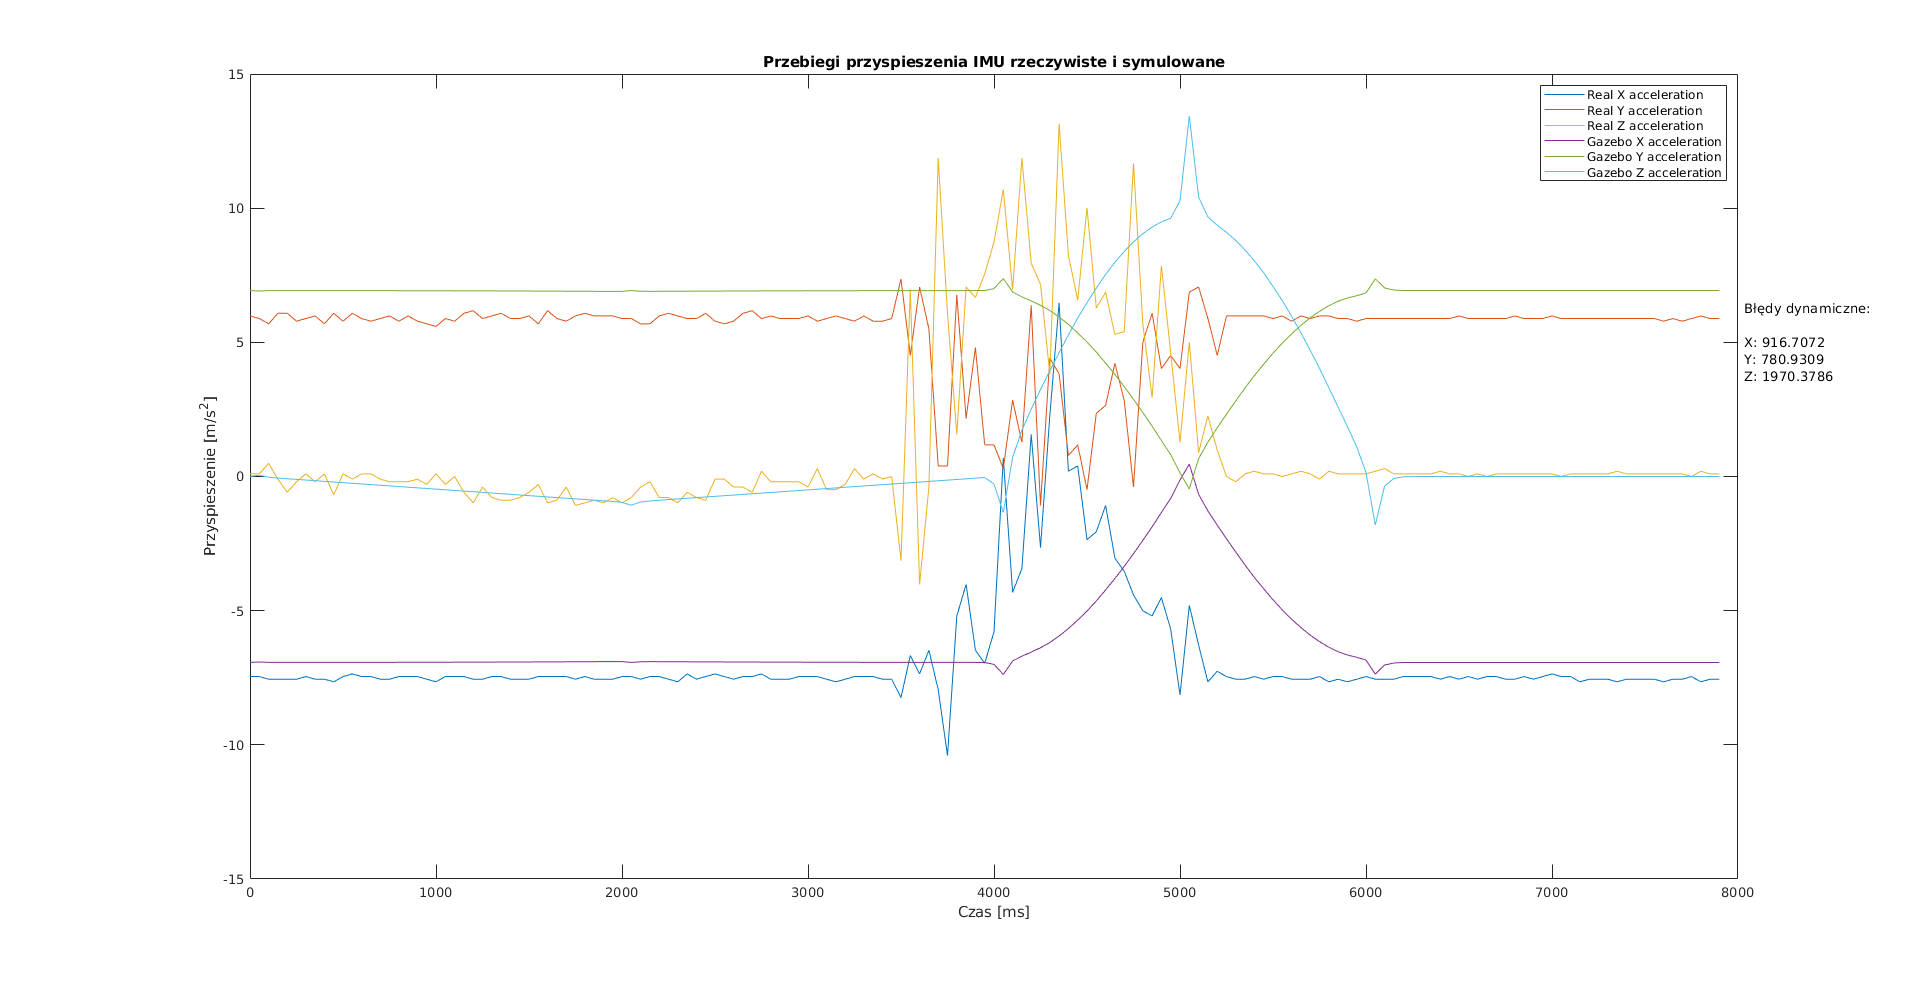 Przebiegi przyspieszenia IMU rzeczywiste i symulowane
15
10
5
0
-5
-10
-15
Przyspieszenie [m/s²]
0 1000 2000 3000 4000 5000 6000 7000 8000
Czas [ms]
Real X acceleration
Real Y acceleration
Real Z acceleration
Gazebo X acceleration
Gazebo Y acceleration
Gazebo Z acceleration
Błędy dynamiczne:
X: 916.7072
Y: 780.9309
Z: 1970.3786